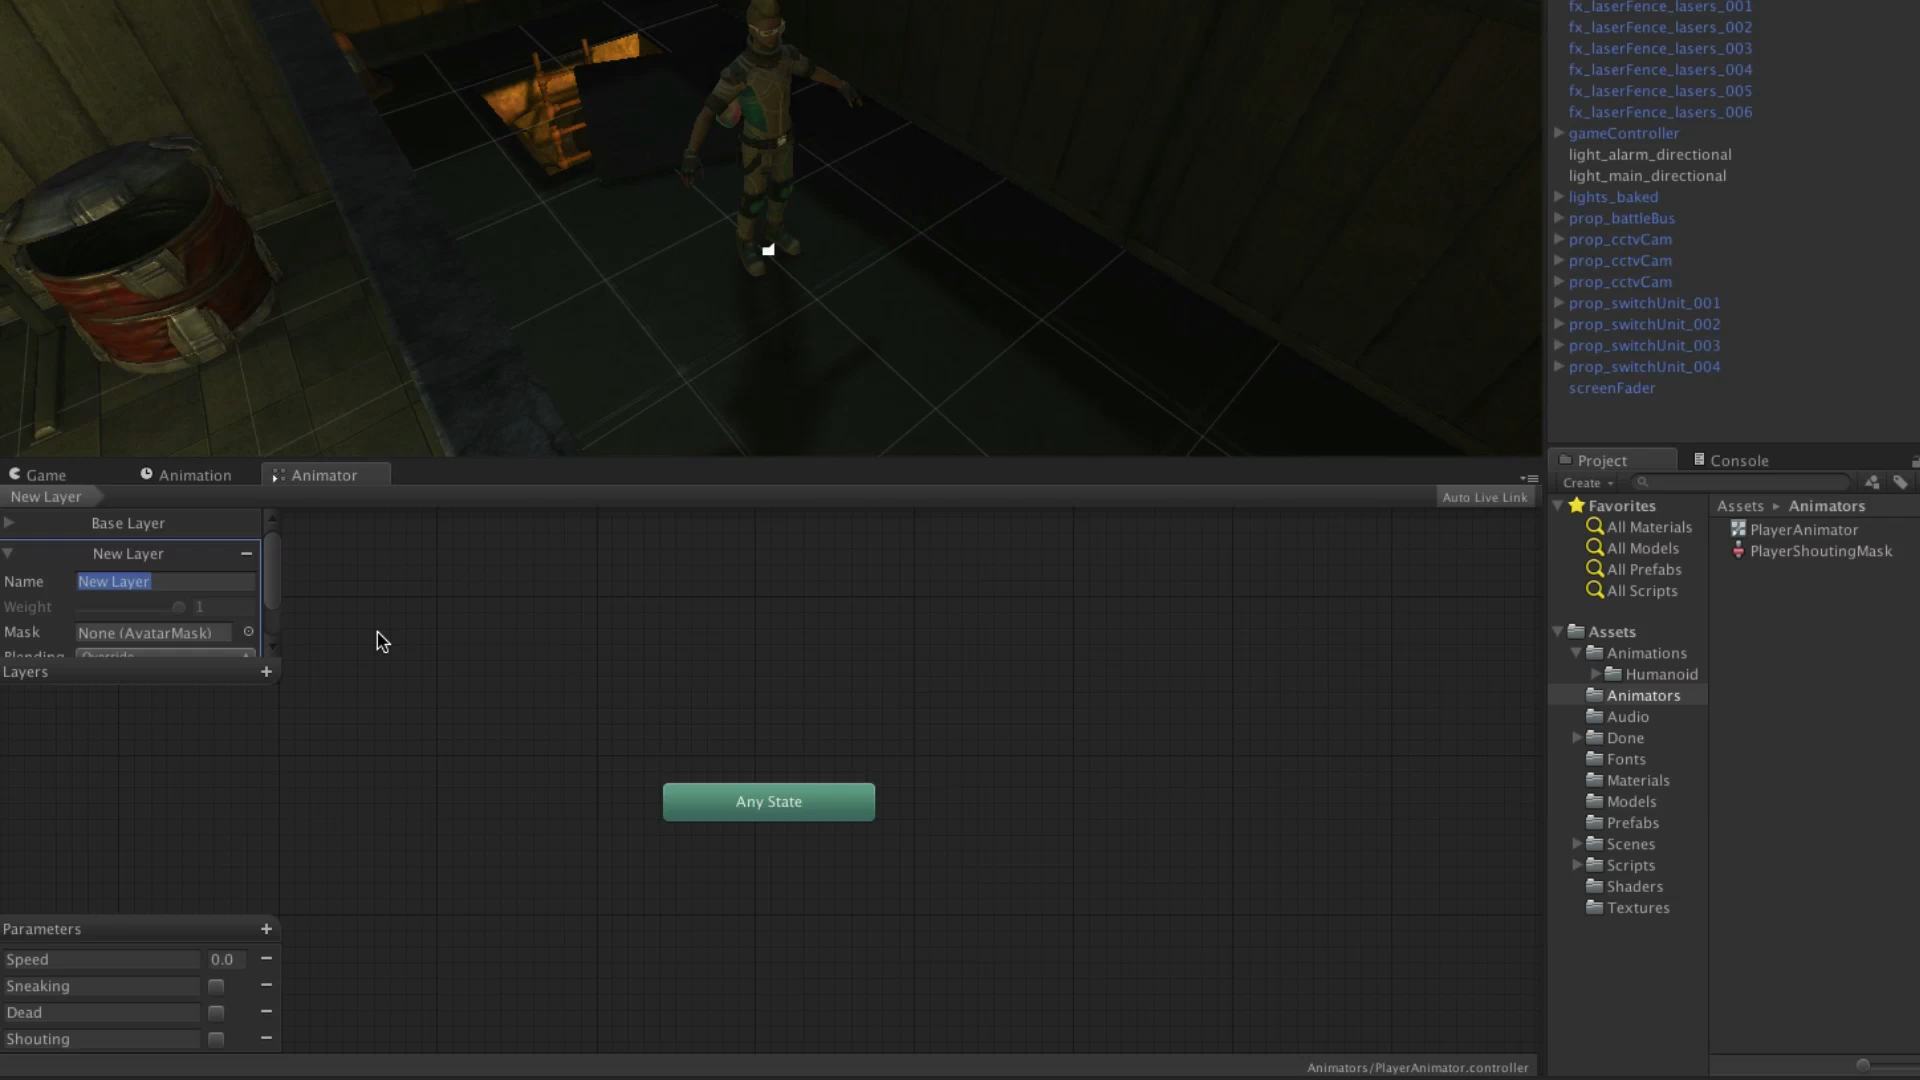 fx_laserFence_lasers_001
fx_laserFence_lasers_002
fx_laserFence_lasers_003
fx_laserFence_lasers_004
fx_laserFence_lasers_005
fx_laserFence_lasers_006
gameController
light_alarm_directional
light_main_directional
lights_baked
prop_battleBus
prop_cctvCam
prop_cctvCam
prop_cctvCam
prop_switchUnit_001
prop_switchUnit_002
prop_switchUnit_003
prop_switchUnit_004
screenFader
Game Animation Animator
New Layer Auto Live Link
Base Layer
New Layer
Name New Layer
Weight 1
Mask None (AvatarMask)
Blending Override
Layers
Any State
Parameters
Speed 0.0
Sneaking
Dead
Shouting
Animators/PlayerAnimator.controller
Project Console
Create
Favorites
All Materials
All Models
All Prefabs
All Scripts
Assets
Animations
Humanoid
Animators
Audio
Done
Fonts
Materials
Models
Prefabs
Scenes
Scripts
Shaders
Textures
Assets Animators
PlayerAnimator
PlayerShoutingMask